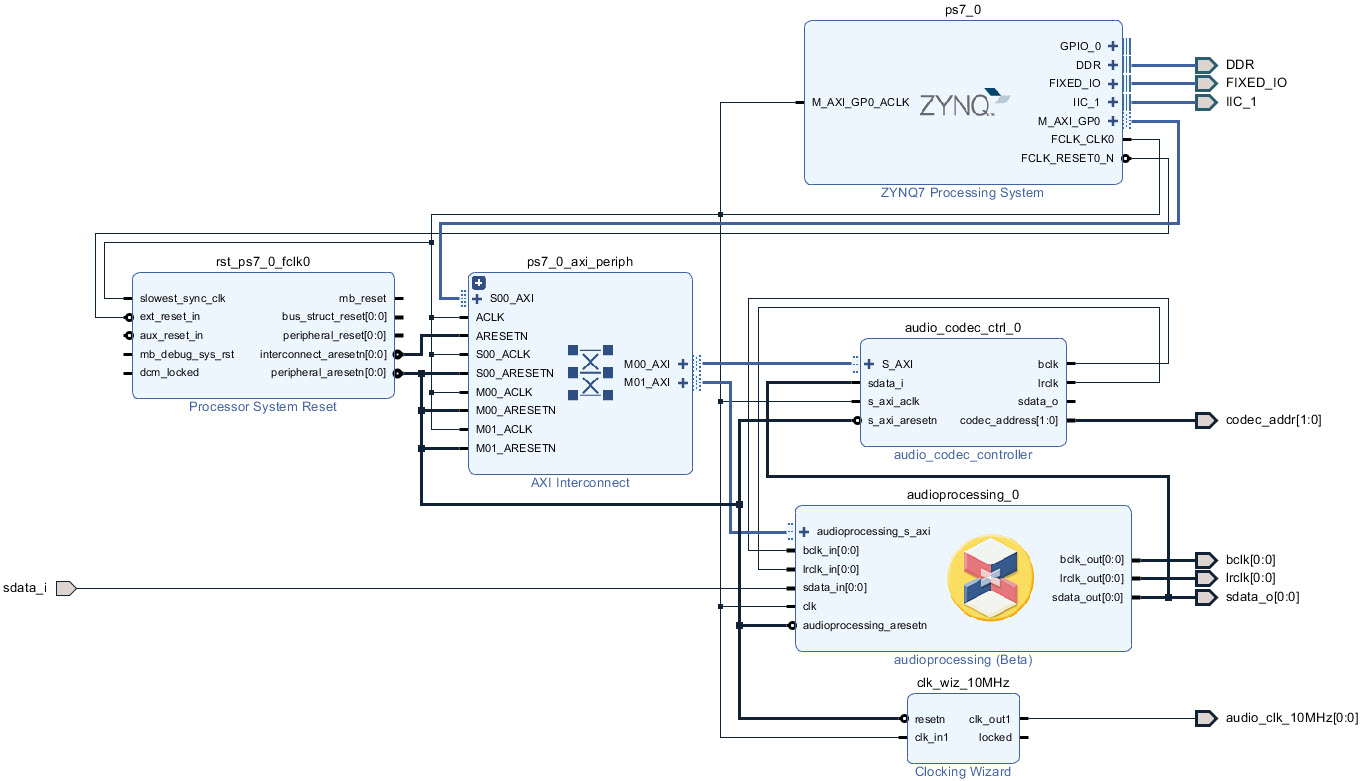 ps7_0
GPIO_0
DDR
FIXED_IO
IIC_1
M_AXI_GP0
FCLK_CLK0
FCLK_RESET0_N
M_AXI_GP0_ACLK
ZYNQ
ZYNQ7 Processing System
DDR
FIXED_IO
IIC_1
rst_ps7_0_fclk0
slowest_sync_clk
ext_reset_in
aux_reset_in
mb_debug_sys_rst
dcm_locked
mb_reset
bus_struct_reset[0:0]
peripheral_reset[0:0]
interconnect_aresetn[0:0]
peripheral_aresetn[0:0]
Processor System Reset
ps7_0_axi_periph
S00_AXI
ACLK
ARESETN
S00_ACLK
S00_ARESETN
M00_ACLK
M00_ARESETN
M01_ACLK
M01_ARESETN
M00_AXI
M01_AXI
AXI Interconnect
audio_codec_ctrl_0
S_AXI
sdata_i
s_axi_aclk
s_axi_aresetn
bclk
lrclk
sdata_o
codec_address[1:0]
audio_codec_controller
codec_addr[1:0]
audioprocessing_0
audioprocessing_s_axi
bclk_in[0:0]
lrclk_in[0:0]
sdata_in[0:0]
clk
audioprocessing_aresetn
bclk_out[0:0]
lrclk_out[0:0]
sdata_out[0:0]
audioprocessing (Beta)
bclk[0:0]
lrclk[0:0]
sdata_o[0:0]
sdata_i
clk_wiz_10MHz
resetn
clk_in1
clk_out1
locked
Clocking Wizard
audio_clk_10MHz[0:0]